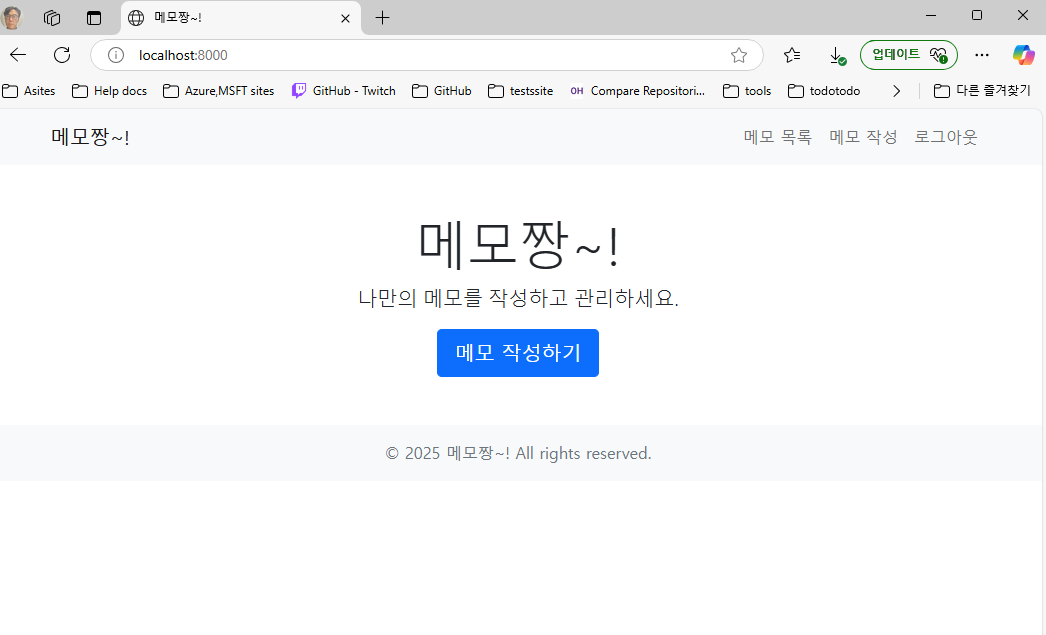 메모짱~!
localhost:8000
업데이트
Asites Help docs Azure,MSFT sites GitHub - Twitch GitHub testssite OH Compare Repositori... tools todotodo 다른 즐겨찾기
메모짱~! 메모 목록 메모 작성 로그아웃
메모짱~!
나만의 메모를 작성하고 관리하세요.
메모 작성하기
© 2025 메모짱~! All rights reserved.